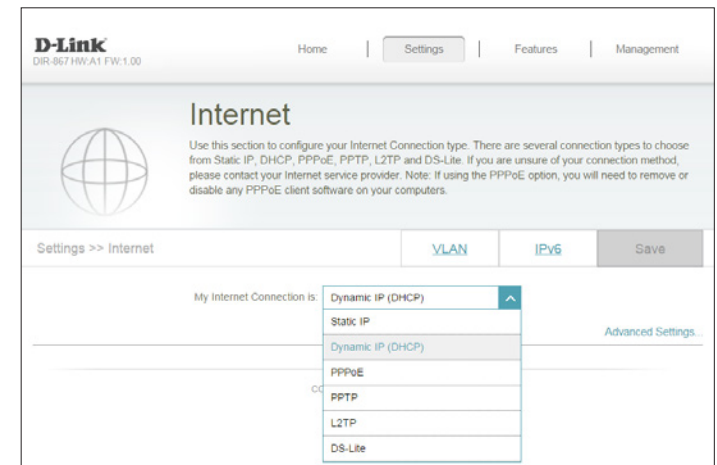 D-Link
DIR-867 HW:A1 FW:1.00
Home | Settings | Features | Management
Internet
Use this section to configure your Internet Connection type. There are several connection types to choose
from Static IP, DHCP, PPPoE, PPTP, L2TP and DS-Lite. If you are unsure of your connection method,
please contact your Internet service provider. Note: If using the PPPoE option, you will need to remove or
disable any PPPoE client software on your computers.
Settings >> Internet VLAN IPv6 Save
My Internet Connection is: Dynamic IP (DHCP)
Static IP
Advanced Settings...
Dynamic IP (DHCP)
PPPoE
PPTP
L2TP
DS-Lite